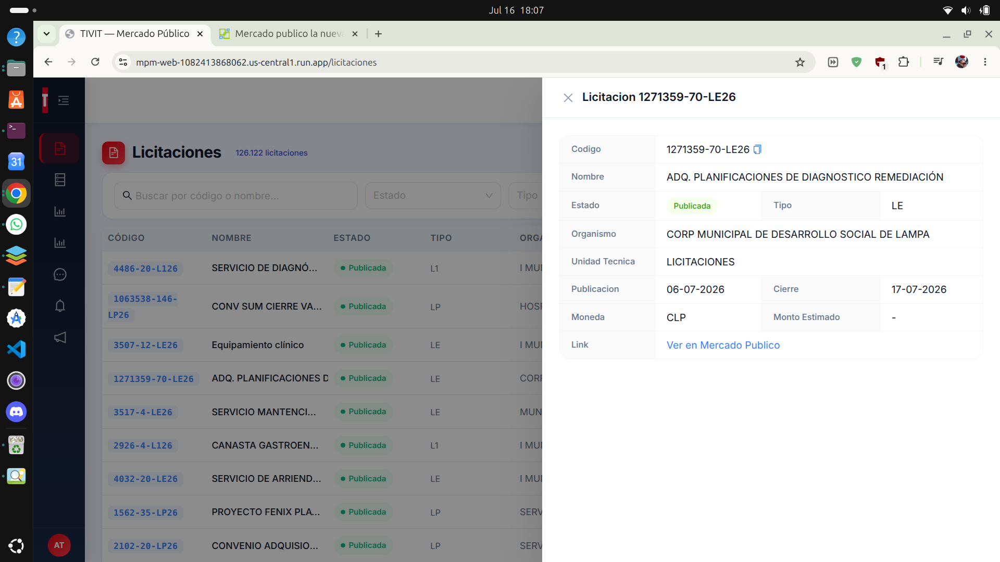 Jul 16 18:07
TIVIT — Mercado Público
Mercado publico la nuev
mpm-web-1082413868062.us-central1.run.app/licitaciones
1
31
T
AT
Licitaciones
126.122 licitaciones
Buscar por código o nombre...
Estado
Tipo
CÓDIGO NOMBRE ESTADO TIPO ORGA
4486-20-L126 SERVICIO DE DIAGNÓ... Publicada L1 I MUN
1063538-146-
LP26 CONV SUM CIERRE VA... Publicada LP HOSP
3507-12-LE26 Equipamiento clínico Publicada LE I MUN
1271359-70-LE26 ADQ. PLANIFICACIONES D Publicada LE CORP
3517-4-LE26 SERVICIO MANTENCI... Publicada LE MUN
2926-4-L126 CANASTA GASTROEN... Publicada L1 I MUN
4032-20-LE26 SERVICIO DE ARRIEND... Publicada LE I MUN
1562-35-LP26 PROYECTO FENIX PLA... Publicada LP SERV
2102-20-LP26 CONVENIO ADQUISIO... Publicada LP SERV
Licitacion 1271359-70-LE26
Codigo 1271359-70-LE26
Nombre ADQ. PLANIFICACIONES DE DIAGNOSTICO REMEDIACIÓN
Estado Publicada Tipo LE
Organismo CORP MUNICIPAL DE DESARROLLO SOCIAL DE LAMPA
Unidad Tecnica LICITACIONES
Publicacion 06-07-2026 Cierre 17-07-2026
Moneda CLP Monto Estimado -
Link Ver en Mercado Publico